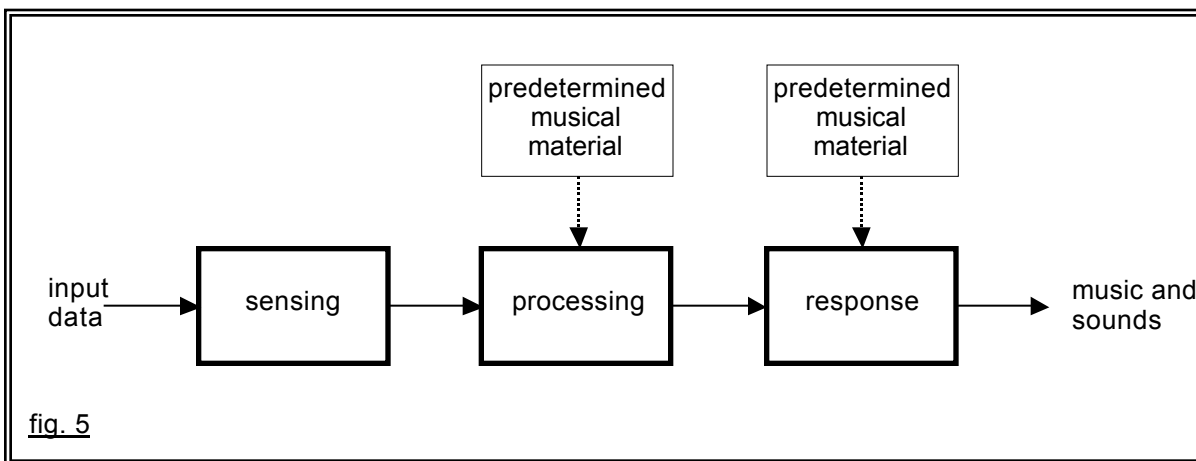 predetermined
musical
material
predetermined
musical
material
input
data
sensing
processing
response
music and
sounds
fig. 5